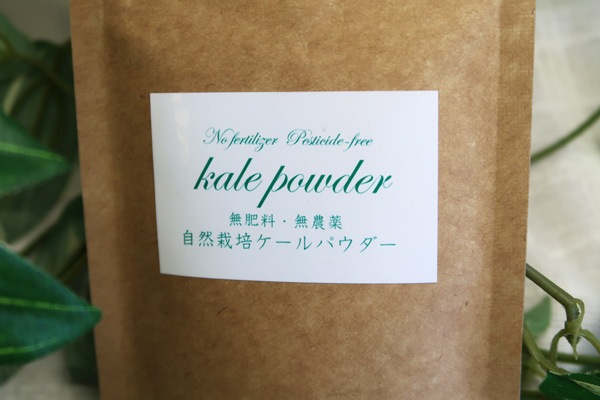 No fertilizer Pesticide-free
kale powder
無肥料・無農薬
自然栽培ケールパウダー